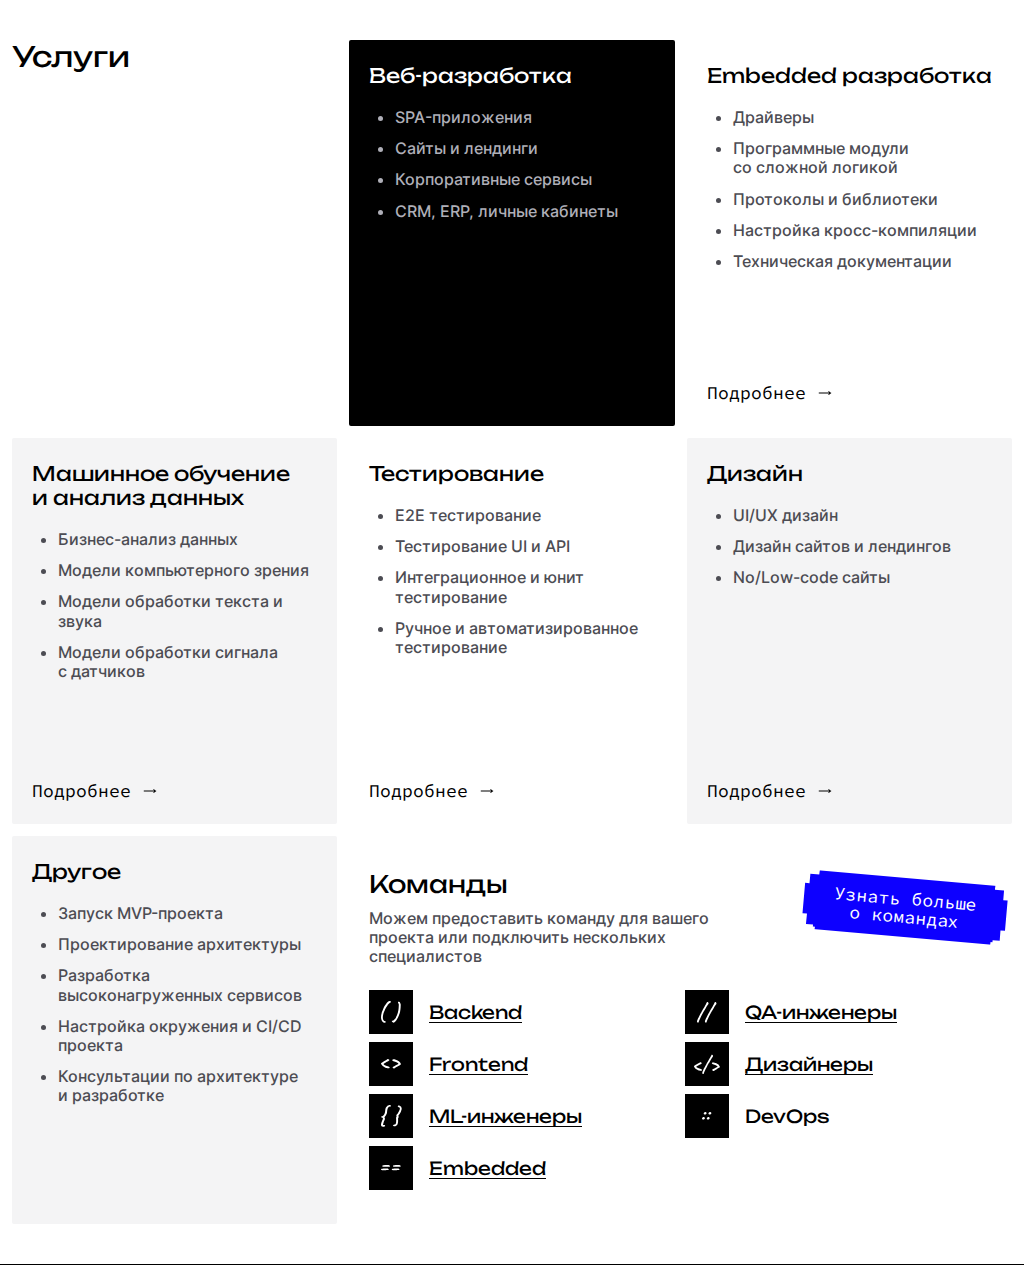 Услуги
Веб-разработка
SPA-приложения
Сайты и лендинги
Корпоративные сервисы
CRM, ERP, личные кабинеты
Embedded разработка
Драйверы
Программные модули
со сложной логикой
Протоколы и библиотеки
Настройка кросс-компиляции
Техническая документации
Подробнее →
Машинное обучение
и анализ данных
Бизнес-анализ данных
Модели компьютерного зрения
Модели обработки текста и
звука
Модели обработки сигнала
с датчиков
Подробнее →
Тестирование
E2E тестирование
Тестирование UI и API
Интеграционное и юнит
тестирование
Ручное и автоматизированное
тестирование
Подробнее →
Дизайн
UI/UX дизайн
Дизайн сайтов и лендингов
No/Low-code сайты
Подробнее →
Другое
Запуск MVP-проекта
Проектирование архитектуры
Разработка
высоконагруженных сервисов
Настройка окружения и CI/CD
проекта
Консультации по архитектуре
и разработке
Команды
Можем предоставить команду для вашего
проекта или подключить нескольких
специалистов
Узнать больше
о командах
() Backend
<> Frontend
{} ML-инженеры
== Embedded
// QA-инженеры
</> Дизайнеры
:: DevOps